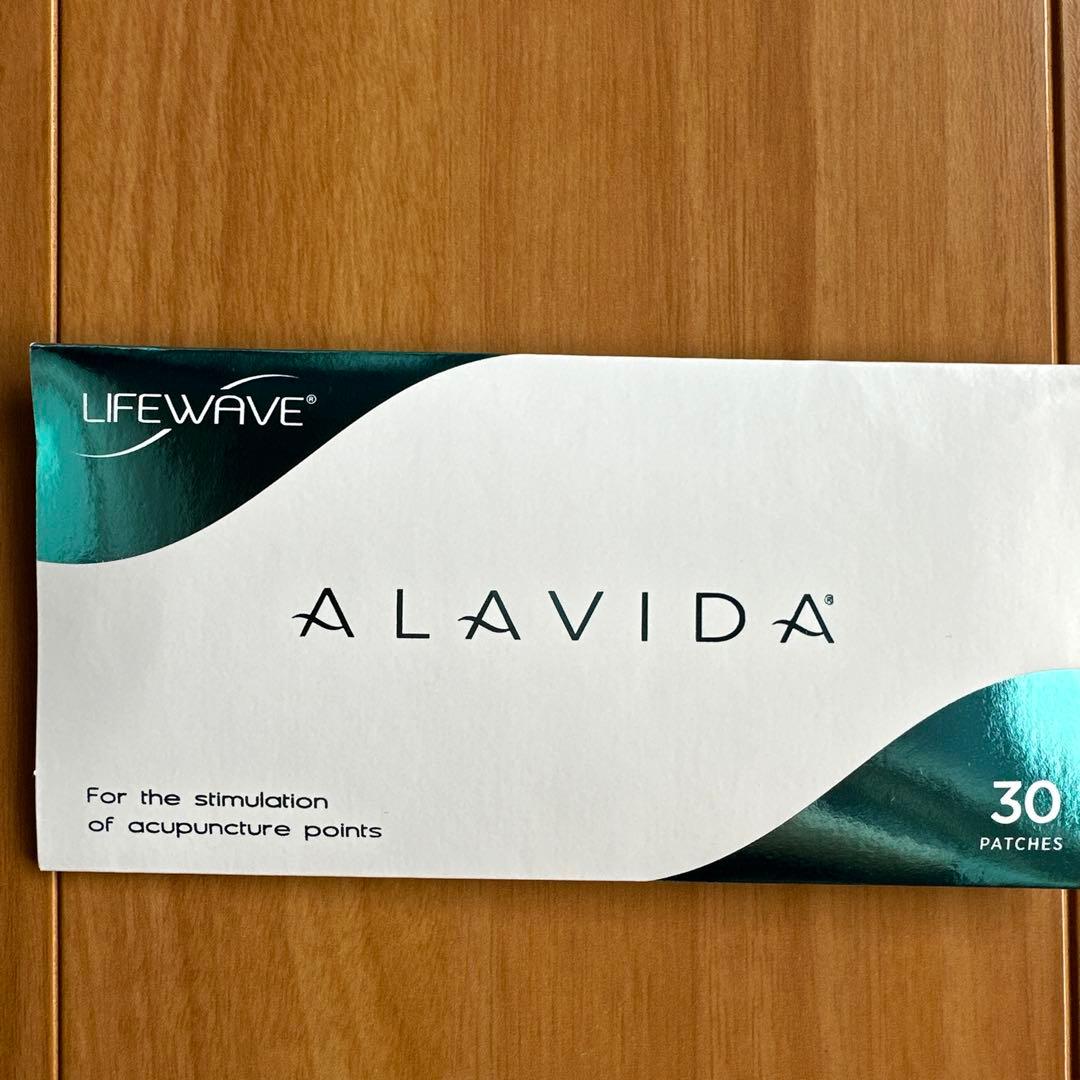 LIFEWAVE®
ALAVIDA®
For the stimulation
of acupuncture points
30
PATCHES